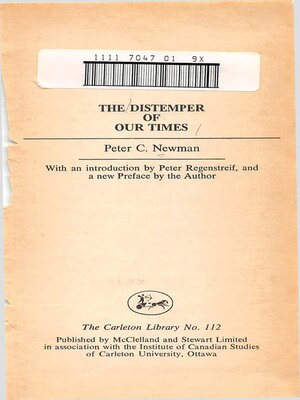 1111 7047 01 9X
THE DISTEMPER
OF
OUR TIMES
Peter C. Newman
With an introduction by Peter Regenstreif, and
a new Preface by the Author
The Carleton Library No. 112
Published by McClelland and Stewart Limited
in association with the Institute of Canadian Studies
of Carleton University, Ottawa